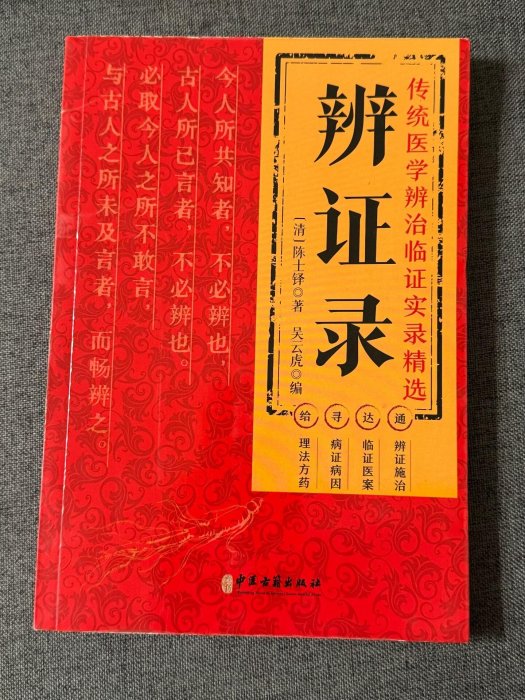 传统医学辨治临证实录精选
辨证录
[清]陈士铎◎著 吴云虎◎编
通 辨证施治
达 临证医案
寻 病证病因
给 理法方药
今人所共知者，不必辨也，
古人所已言者，不必辨也。
必取今人之所不敢言，
与古人之所未及言者，而畅辨之。
中医古籍出版社